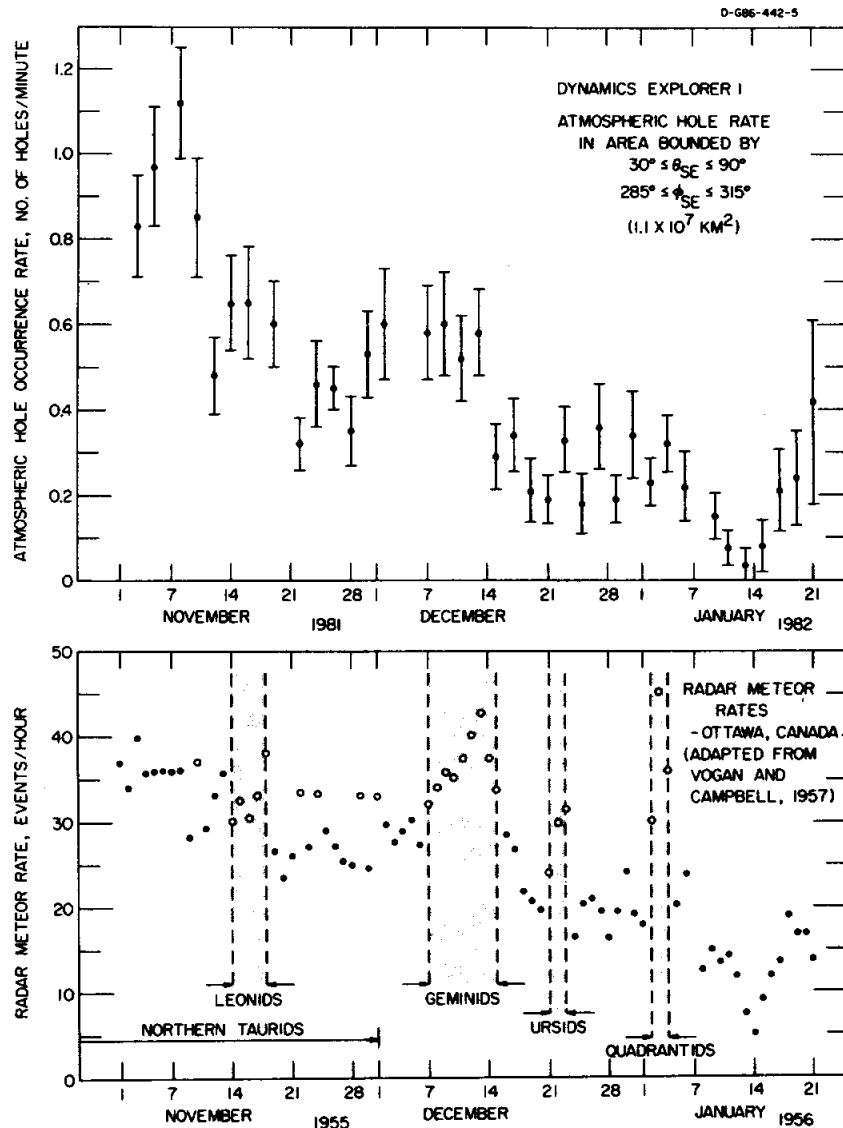 D-G86-442-5
ATMOSPHERIC HOLE OCCURRENCE RATE, NO. OF HOLES/MINUTE
1.2
1.0
0.8
0.6
0.4
0.2
0
DYNAMICS EXPLORER I
ATMOSPHERIC HOLE RATE
IN AREA BOUNDED BY
30° ≤ θSE ≤ 90°
285° ≤ ϕSE ≤ 315°
(1.1 X 10⁷ KM²)
1 7 14 21 28 1 7 14 21 28 1 14 21
NOVEMBER 1981 DECEMBER JANUARY 1982
RADAR METEOR RATE, EVENTS/HOUR
50
40
30
20
10
0
RADAR METEOR
RATES
-OTTAWA, CANADA
(ADAPTED FROM
VOGAN AND
CAMPBELL, 1957)
LEONIDS GEMINIDS
URSIDS
NORTHERN TAURIDS
QUADRANTIDS
1 7 14 21 28 1 7 14 21 28 1 14 21
NOVEMBER 1955 DECEMBER JANUARY 1956